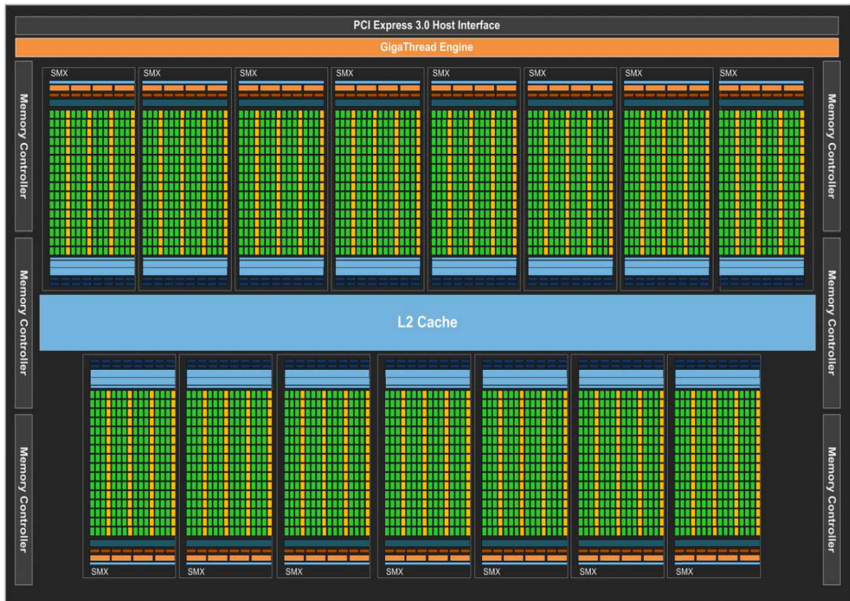 PCI Express 3.0 Host Interface
GigaThread Engine
SMX SMX SMX SMX SMX SMX SMX SMX
Memory Controller
Memory Controller
Memory Controller
L2 Cache
Memory Controller
Memory Controller
Memory Controller
SMX SMX SMX SMX SMX SMX SMX